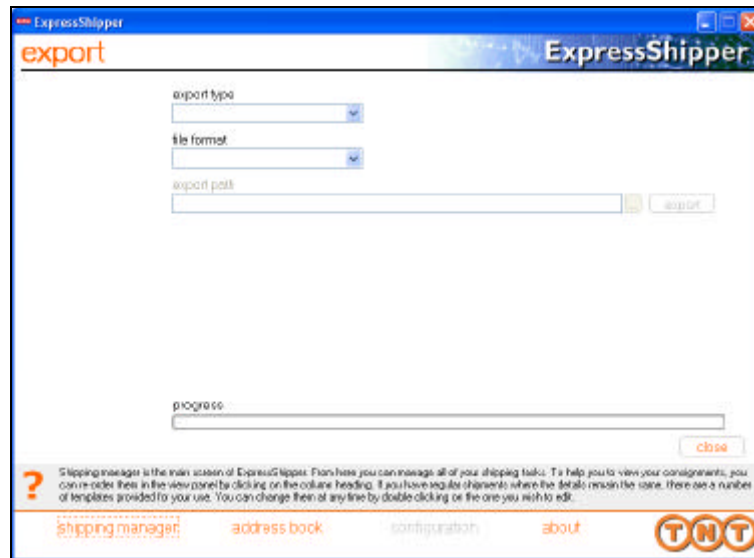 ExpressShipper
export
ExpressShipper
export type
file format
export path
...
export
progress
close
?
Shipping manager is the main screen of ExpressShipper. From here you can manage all of your shipping tasks. To help you to view your consignments, you
can re-order them in the view panel by clicking on the column heading. If you have regular shipments where the details remain the same, there are a number
of templates provided for your use. You can change them at any time by double clicking on the one you wish to edit.
shipping manager
address book
configuration
about
TNT